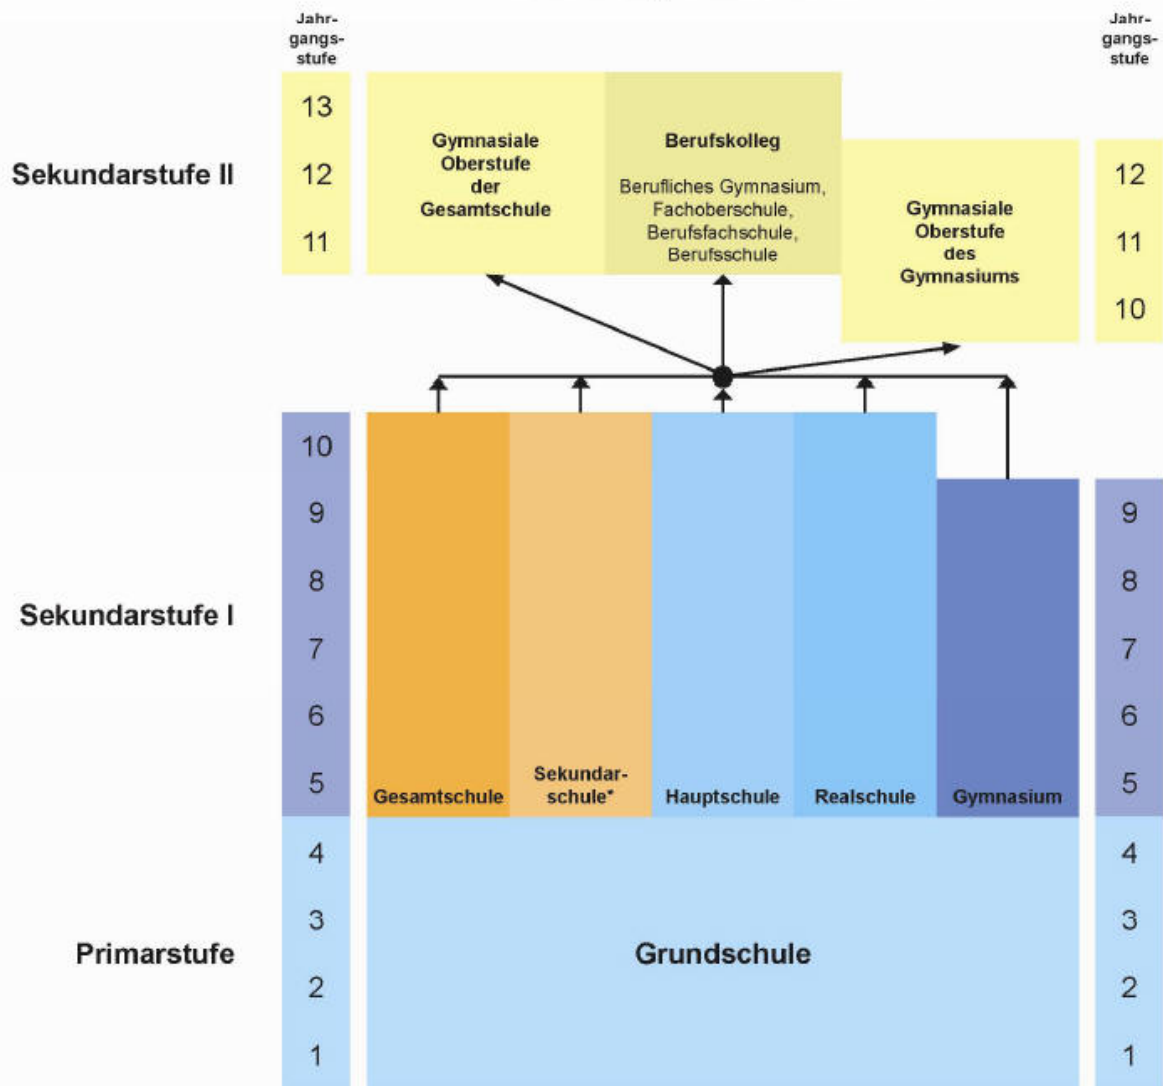 Jahr-
gangs-
stufe
Jahr-
gangs-
stufe
Sekundarstufe II
13
12
11
Gymnasiale
Oberstufe
der
Gesamtschule
Berufskolleg
Berufliches Gymnasium,
Fachoberschule,
Berufsfachschule,
Berufsschule
Gymnasiale
Oberstufe
des
Gymnasiums
12
11
10
Sekundarstufe I
10
9
8
7
6
5
Gesamtschule
Sekundar-
schule*
Hauptschule
Realschule
Gymnasium
9
8
7
6
5
Primarstufe
4
3
2
1
Grundschule
4
3
2
1